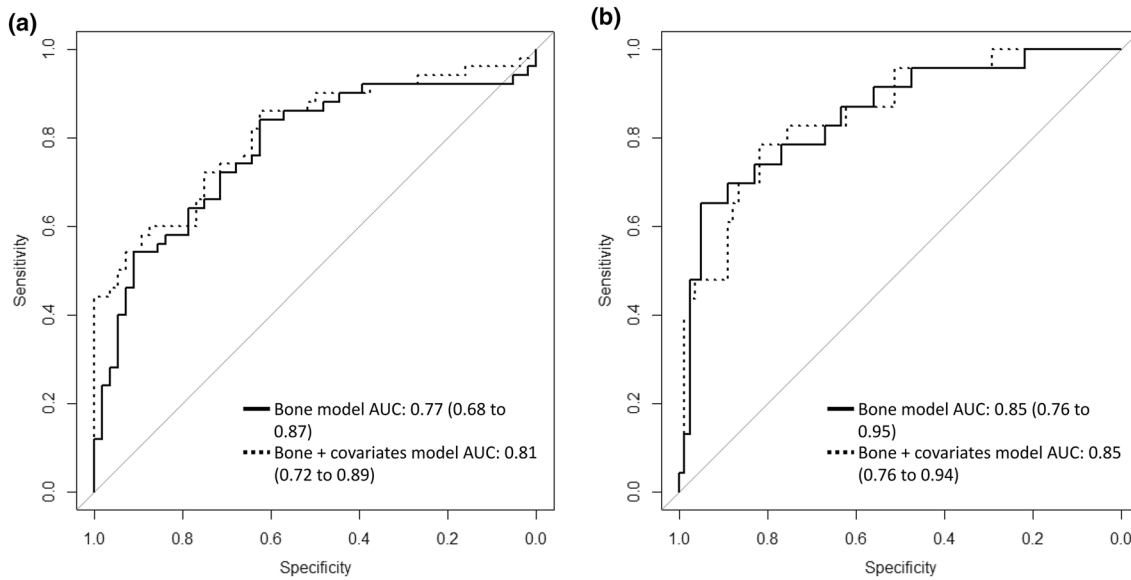 (a)
1.0
0.8
0.6
0.4
0.2
0.0
Sensitivity
1.0 0.8 0.6 0.4 0.2 0.0
Specificity
Bone model AUC: 0.77 (0.68 to
0.87)
Bone + covariates model AUC: 0.81
(0.72 to 0.89)
(b)
1.0
0.8
0.6
0.4
0.2
0.0
Sensitivity
1.0 0.8 0.6 0.4 0.2 0.0
Specificity
Bone model AUC: 0.85 (0.76 to
0.95)
Bone + covariates model AUC: 0.85
(0.76 to 0.94)